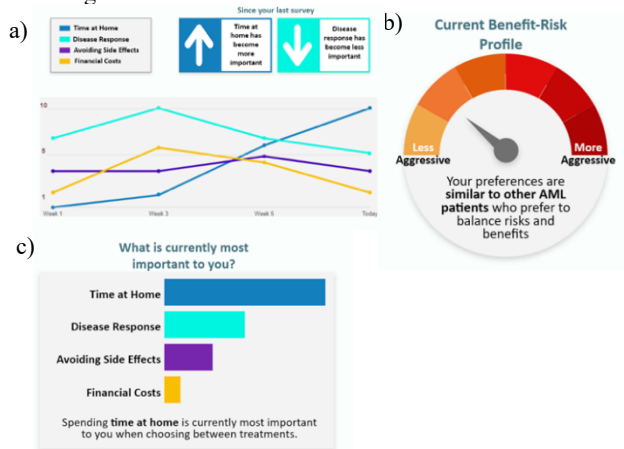 a)
Time at Home
Disease Response
Avoiding Side Effects
Financial Costs
Since your last survey
Time at
home has
become
more
important
Disease
response has
become less
important
10
5
1
Week 1
Week 3
Week 5
Today
b)
Current Benefit-Risk
Profile
Less
Aggressive
More
Aggressive
Your preferences are
similar to other AML
patients who prefer to
balance risks and
benefits
c)
What is currently most
important to you?
Time at Home
Disease Response
Avoiding Side Effects
Financial Costs
Spending time at home is currently most important
to you when choosing between treatments.